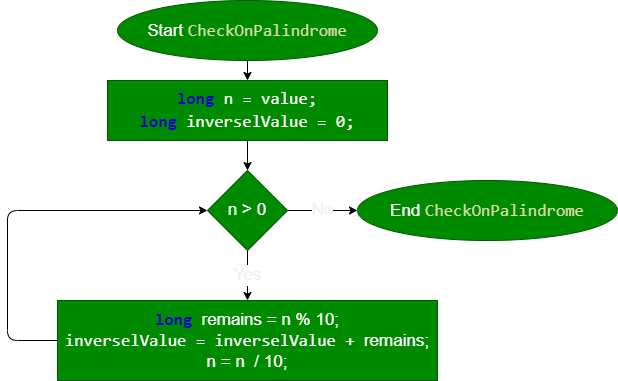 Start CheckOnPalindrome
long n = value;
long inverselValue = 0;
n > 0
No
End CheckOnPalindrome
Yes
long remains = n % 10;
inverselValue = inverselValue + remains;
n = n / 10;